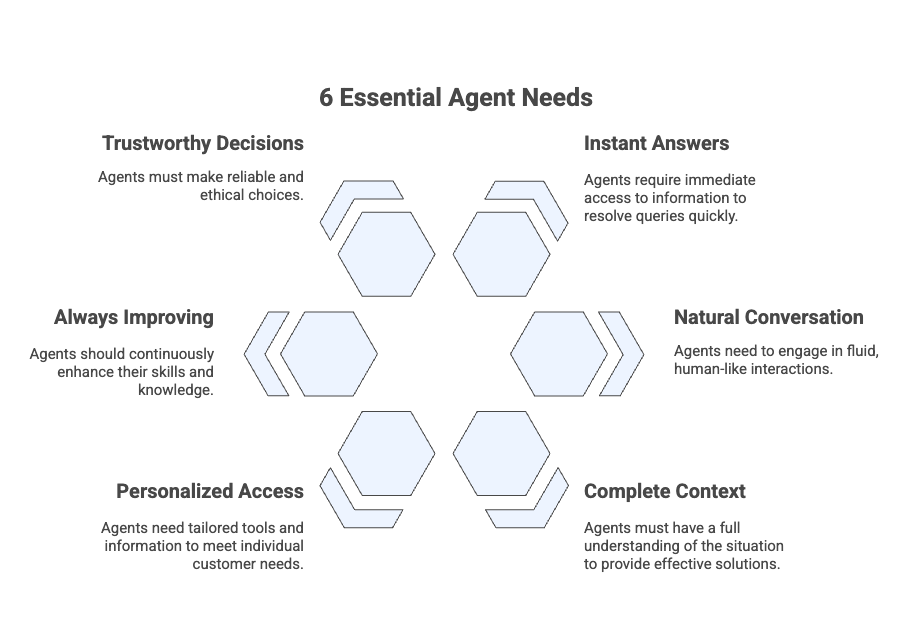 6 Essential Agent Needs
Trustworthy Decisions
Agents must make reliable and
ethical choices.
Instant Answers
Agents require immediate
access to information to
resolve queries quickly.
Always Improving
Agents should continuously
enhance their skills and
knowledge.
Natural Conversation
Agents need to engage in fluid,
human-like interactions.
Personalized Access
Agents need tailored tools and
information to meet individual
customer needs.
Complete Context
Agents must have a full
understanding of the situation
to provide effective solutions.